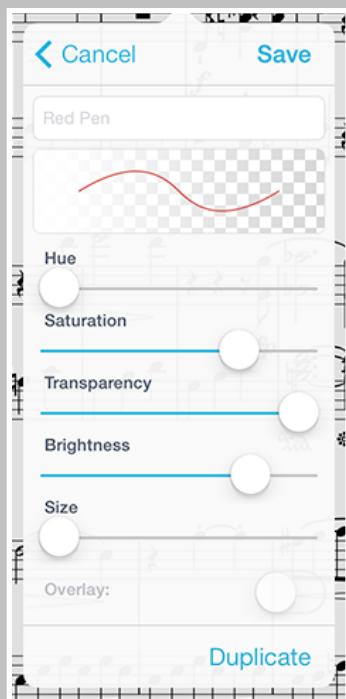 Cancel Save
Red Pen
Hue
Saturation
Transparency
Brightness
Size
Overlay:
Duplicate